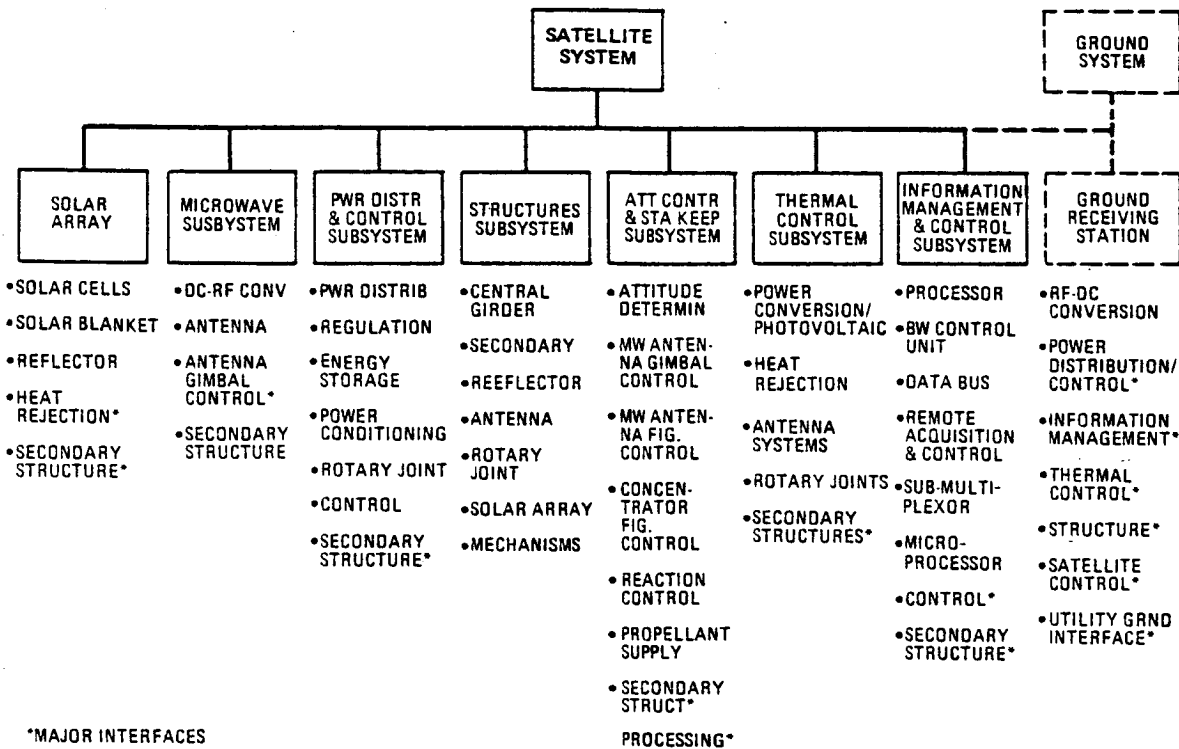 SATELLITE
SYSTEM
GROUND
SYSTEM
SOLAR
ARRAY
MICROWAVE
SUSBYSTEM
PWR DISTR
& CONTROL
SUBSYSTEM
STRUCTURES
SUBSYSTEM
ATT CONTR
& STA KEEP
SUBSYSTEM
THERMAL
CONTROL
SUBSYSTEM
INFORMATION
MANAGEMENT
& CONTROL
SUBSYSTEM
GROUND
RECEIVING
STATION
•SOLAR CELLS
•SOLAR BLANKET
•REFLECTOR
•HEAT
REJECTION*
•SECONDARY
STRUCTURE*
•DC-RF CONV
•ANTENNA
•ANTENNA
GIMBAL
CONTROL*
•SECONDARY
STRUCTURE
•PWR DISTRIB
•REGULATION
•ENERGY
STORAGE
•POWER
CONDITIONING
•ROTARY JOINT
•CONTROL
•SECONDARY
STRUCTURE*
•CENTRAL
GIRDER
•SECONDARY
•REEFLECTOR
•ANTENNA
•ROTARY
JOINT
•SOLAR ARRAY
•MECHANISMS
•ATTITUDE
DETERMIN
•MW ANTEN-
NA GIMBAL
CONTROL
•MW ANTEN-
NA FIG.
CONTROL
•CONCEN-
TRATOR
FIG.
CONTROL
•REACTION
CONTROL
•PROPELLANT
SUPPLY
•SECONDARY
STRUCT*
PROCESSING*
•POWER
CONVERSION/
PHOTOVOLTAIC
•HEAT
REJECTION
•ANTENNA
SYSTEMS
•ROTARY JOINTS
•SECONDARY
STRUCTURES*
•PROCESSOR
•BW CONTROL
UNIT
•DATA BUS
•REMOTE
ACQUISITION
& CONTROL
•SUB-MULTI-
PLEXOR
•MICRO-
PROCESSOR
•CONTROL*
•SECONDARY
STRUCTURE*
•RF-DC
CONVERSION
•POWER
DISTRIBUTION/
CONTROL*
•INFORMATION
MANAGEMENT*
•THERMAL
CONTROL*
•STRUCTURE*
•SATELLITE
CONTROL*
•UTILITY GRND
INTERFACE*
*MAJOR INTERFACES